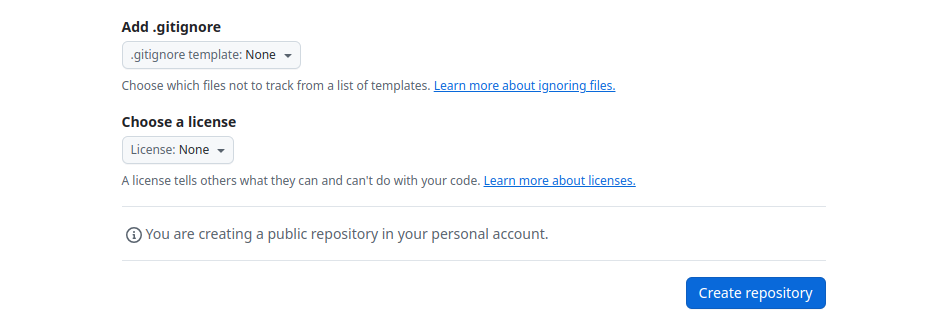 Add .gitignore
.gitignore template: None
Choose which files not to track from a list of templates. Learn more about ignoring files.
Choose a license
License: None
A license tells others what they can and can't do with your code. Learn more about licenses.
You are creating a public repository in your personal account.
Create repository